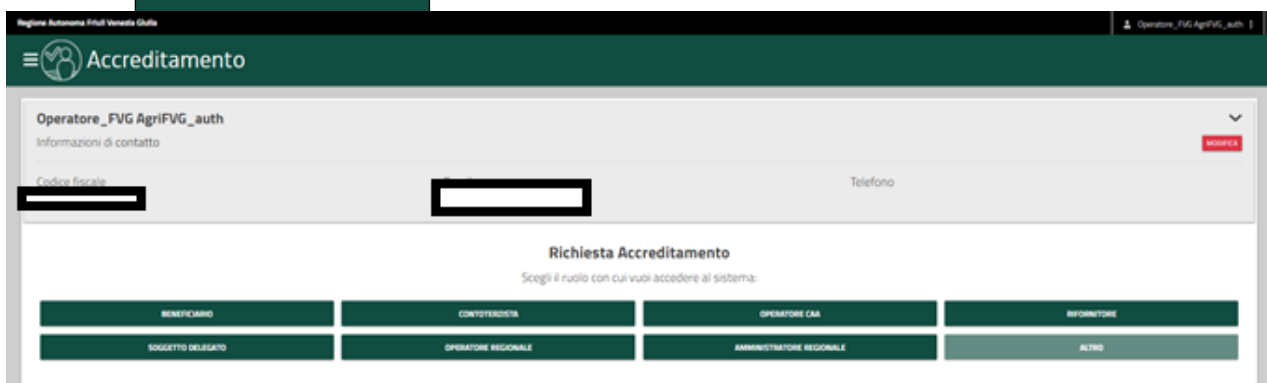 Regione Autonoma Friuli Venezia Giulia
Operatore_FVG AgriFVG_auth
Accreditamento
Operatore_FVG AgriFVG_auth
Informazioni di contatto
MODIFICA
Codice fiscale
Telefono
Richiesta Accreditamento
Scegli il ruolo con cui vuoi accedere al sistema:
BENEFICIARIO CONTOTERZISTA OPERATORE CAA RIFORNITORE
SOGGETTO DELEGATO OPERATORE REGIONALE AMMINISTRATORE REGIONALE ALTRO